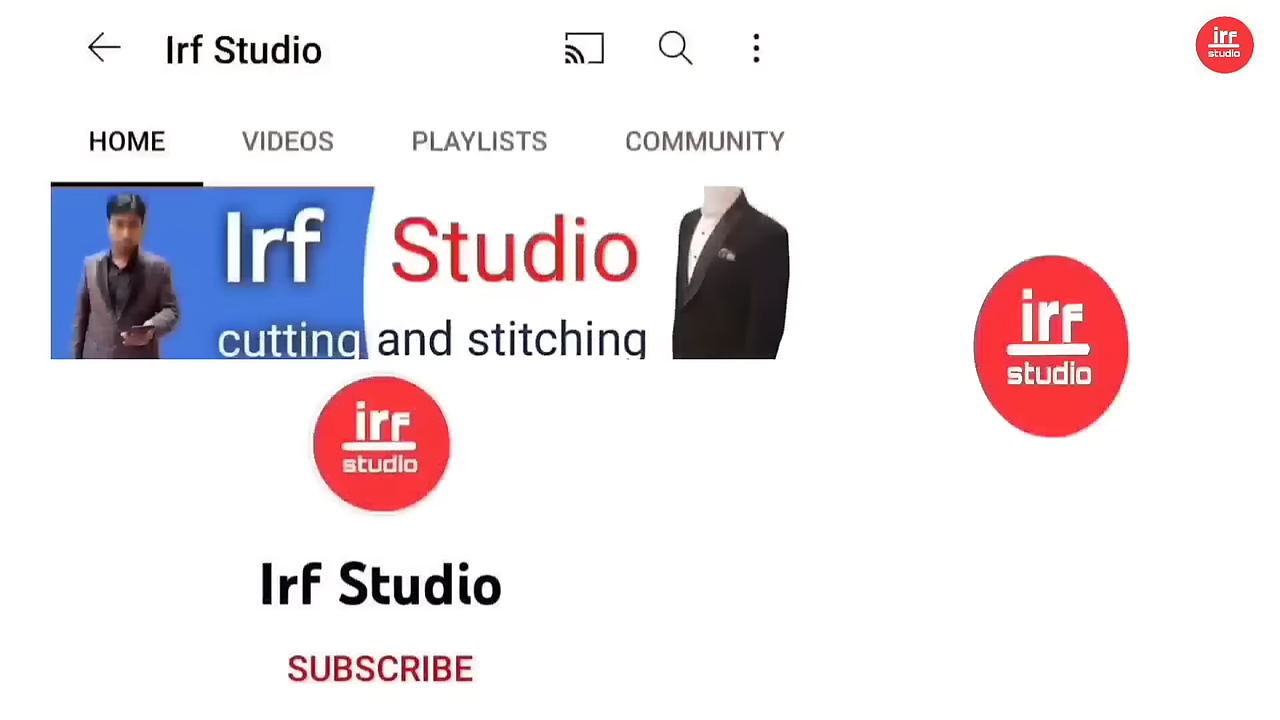 Irf Studio
irf
studio
HOME VIDEOS PLAYLISTS COMMUNITY
Irf Studio
cutting and stitching
irf
studio
irf
studio
Irf Studio
SUBSCRIBE